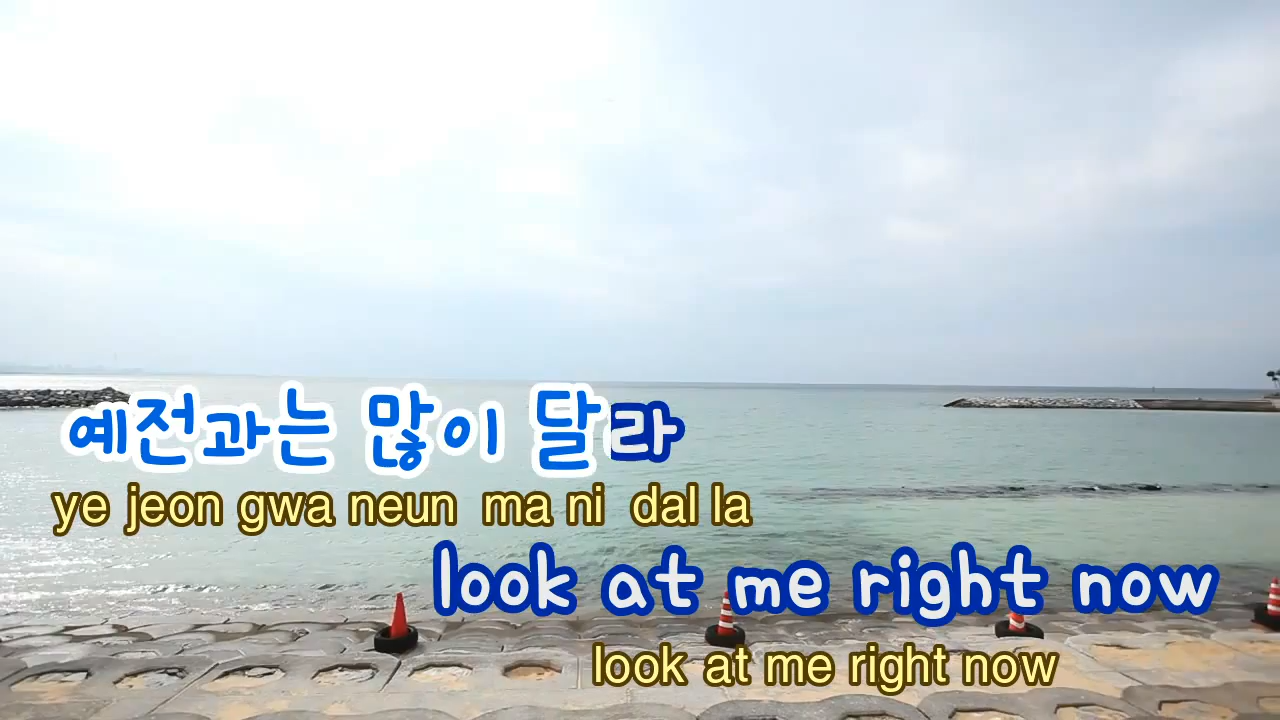 예전과는 많이 달라
ye jeon gwa neun ma ni dal la
look at me right now
look at me right now